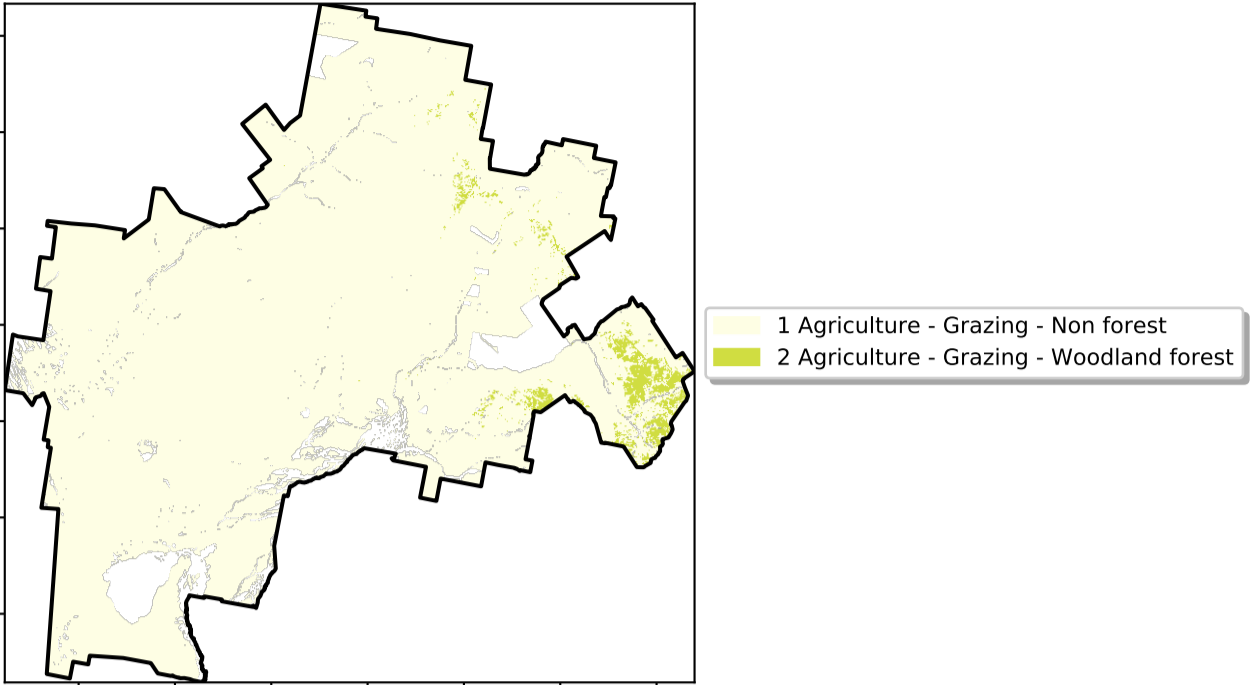 1 Agriculture - Grazing - Non forest
2 Agriculture - Grazing - Woodland forest